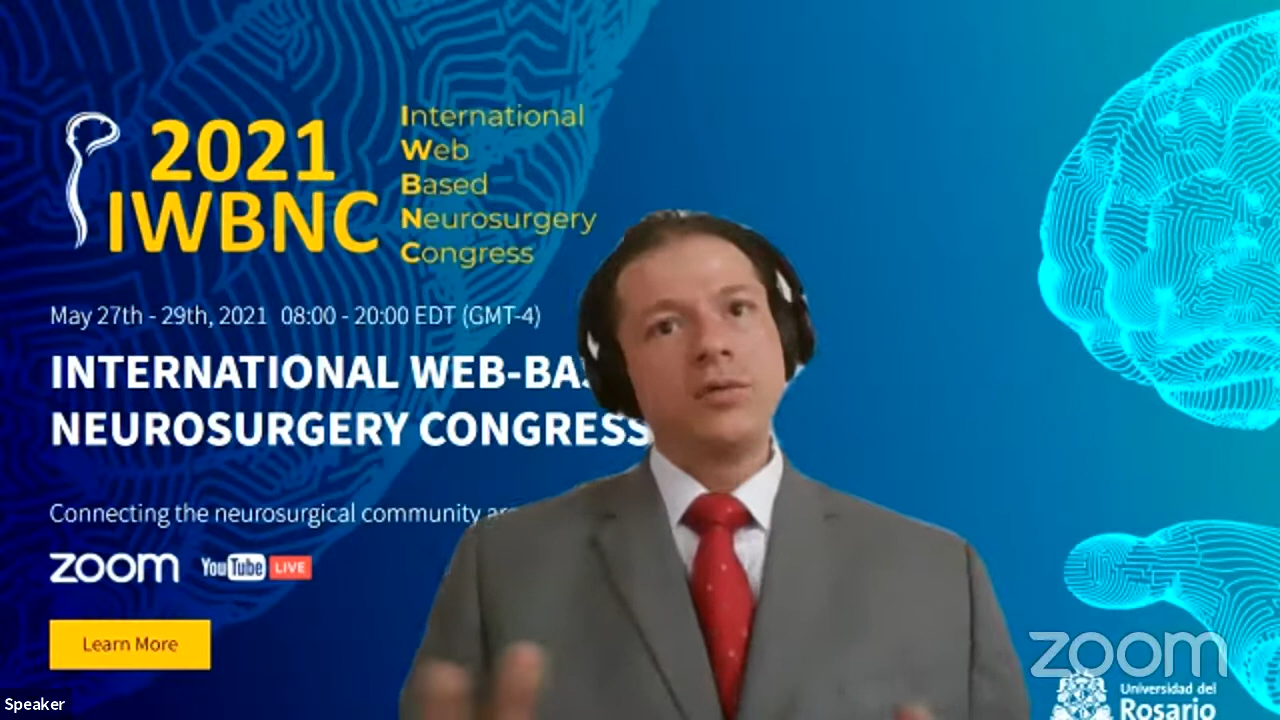 2021
IWBNC
International
Web
Based
Neurosurgery
Congress
May 27th - 29th, 2021 08:00 - 20:00 EDT (GMT-4)
INTERNATIONAL WEB-BA
NEUROSURGERY CONGRESS
Connecting the neurosurgical community
zoom
YouTube LIVE
Learn More
Speaker
zoom
Universidad del
Rosario